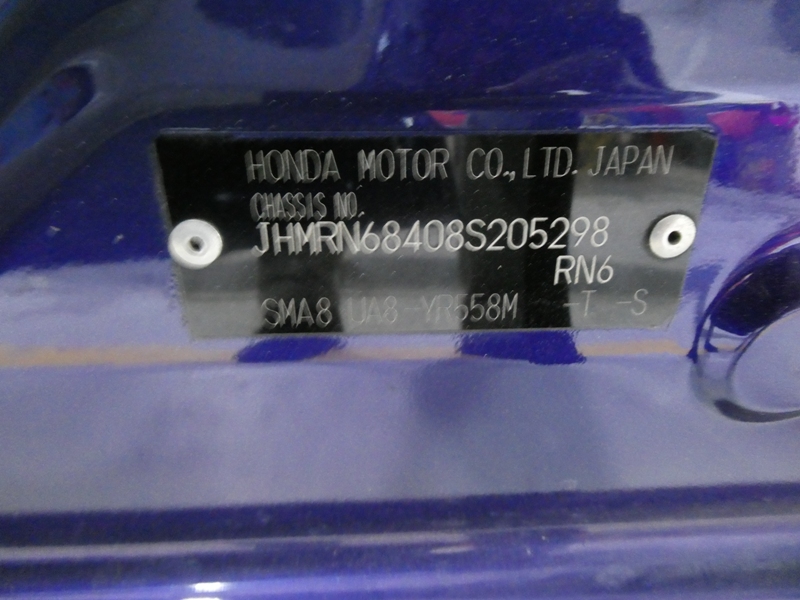 HONDA MOTOR CO.,LTD. JAPAN
CHASSIS NO.
JHMRN68408S205298
RN6
SMA8 UA8 -YR558M -T -S